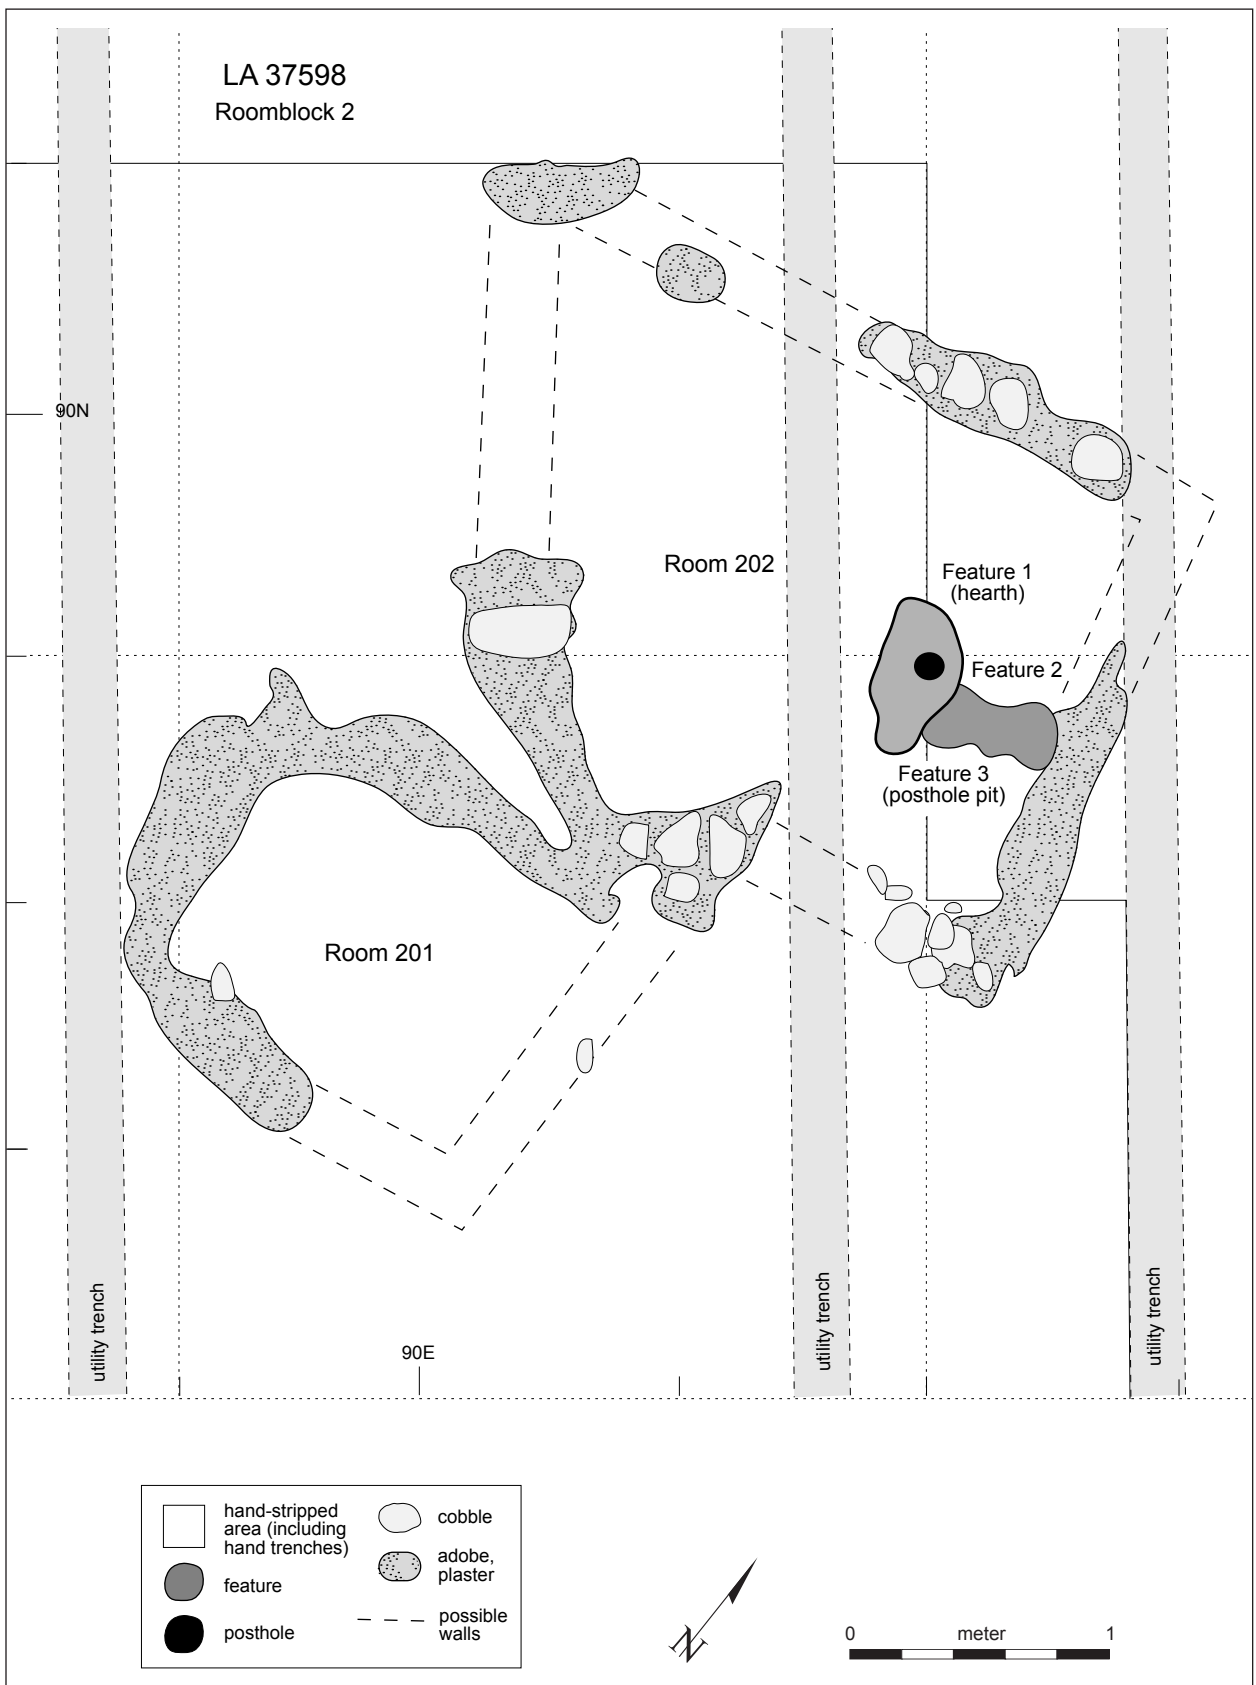 LA 37598
Roomblock 2
90N
Room 202
Feature 1
(hearth)
Feature 2
Feature 3
(posthole pit)
Room 201
utility trench
utility trench
utility trench
90E
hand-stripped
area (including
hand trenches)
feature
posthole
cobble
adobe,
plaster
possible
walls
N
0 meter 1